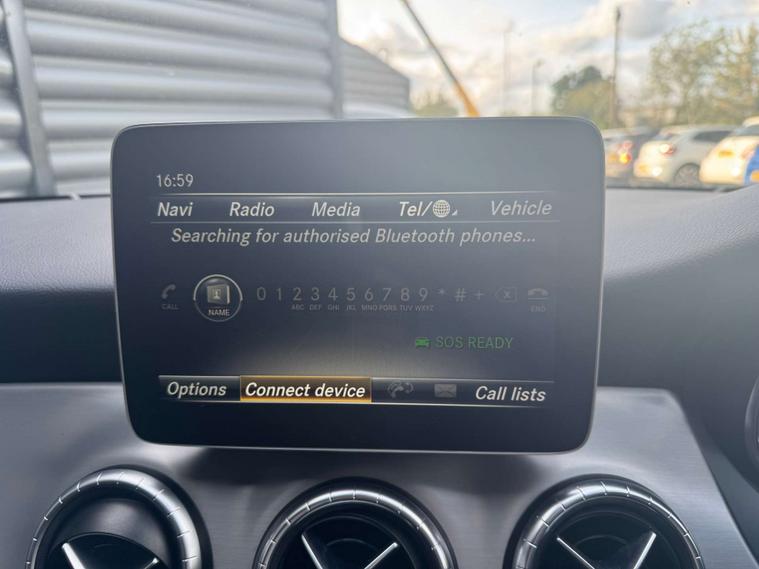 16:59
Navi Radio Media Tel/ Vehicle
Searching for authorised Bluetooth phones...
0 1 2 3 4 5 6 7 8 9 * # +
CALL NAME ABC DEF GHI JKL MNO PQRS TUV WXYZ END
SOS READY
Options Connect device Call lists